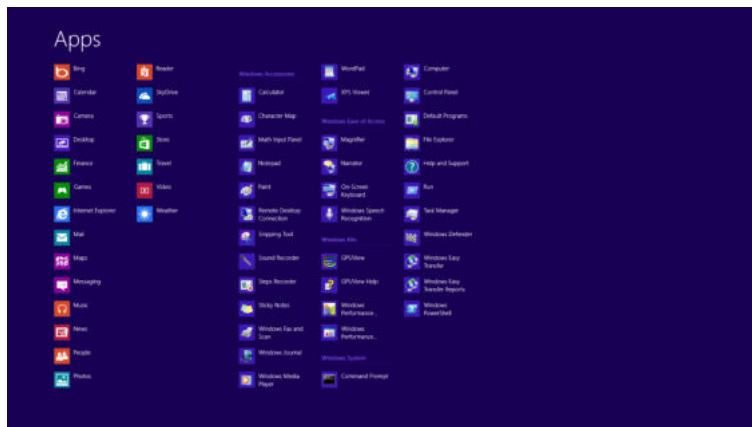 Apps
Bing
Calendar
Camera
Desktop
Finance
Games
Internet Explorer
Mail
Maps
Messaging
Music
News
People
Photos
Reader
SkyDrive
Sports
Store
Travel
Video
Weather
Windows Accessories
Calculator
Character Map
Math Input Panel
Notepad
Paint
Remote Desktop
Connection
Snipping Tool
Sound Recorder
Steps Recorder
Sticky Notes
Windows Fax and
Scan
Windows Journal
Windows Media
Player
WordPad
XPS Viewer
Windows Ease of Access
Magnifier
Narrator
On-Screen
Keyboard
Windows Speech
Recognition
Windows Kits
GPUView
GPUView Help
Windows
Performance...
Windows
Performance...
Windows System
Command Prompt
Computer
Control Panel
Default Programs
File Explorer
Help and Support
Run
Task Manager
Windows Defender
Windows Easy
Transfer
Windows Easy
Transfer Reports
Windows
PowerShell